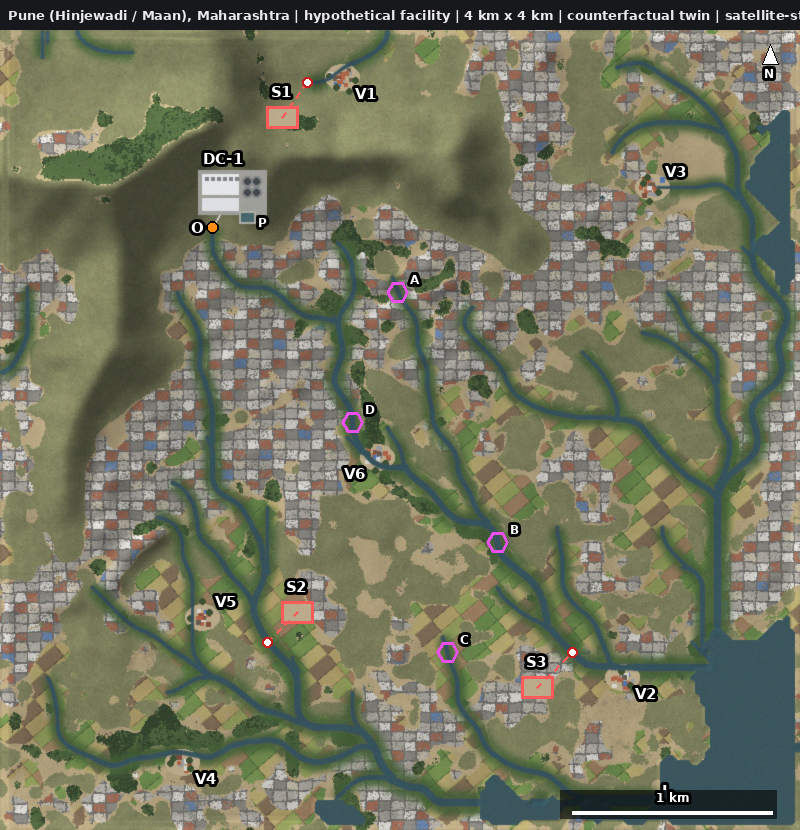 Pune (Hinjewadi / Maan), Maharashtra | hypothetical facility | 4 km x 4 km | counterfactual twin | satellite-st
N
S1
V1
DC-1
V3
O
P
A
D
V6
B
S2
V5
C
S3
V2
V4
1 km